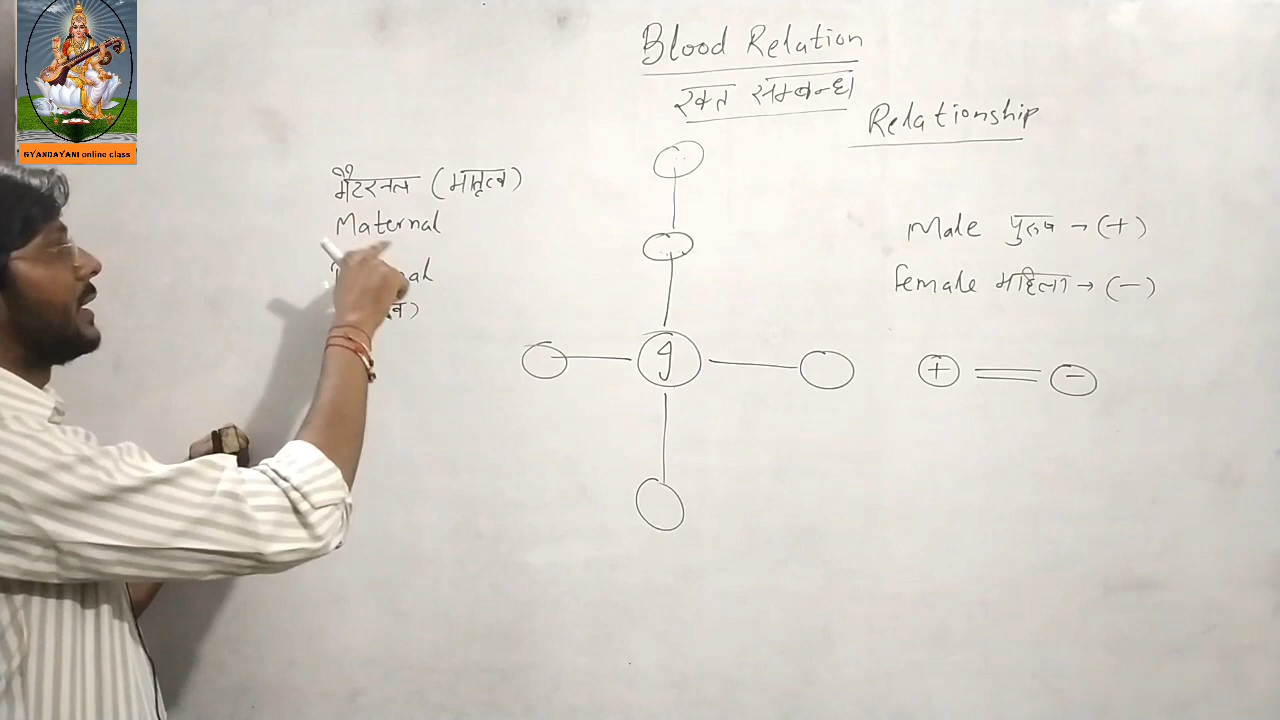 GYANDAYANI online class
Blood Relation
रक्त सम्बन्ध
Relationship
मैटरनल (मातृत्व)
Maternal
Male पुरुष → (+)
Female महिला → (-)
I
+ = -